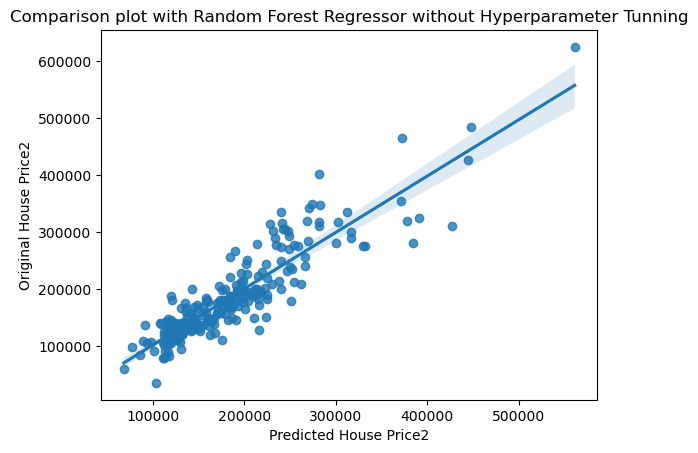 Comparison plot with Random Forest Regressor without Hyperparameter Tunning
600000
500000
400000
300000
200000
100000
Original House Price2
100000 200000 300000 400000 500000
Predicted House Price2